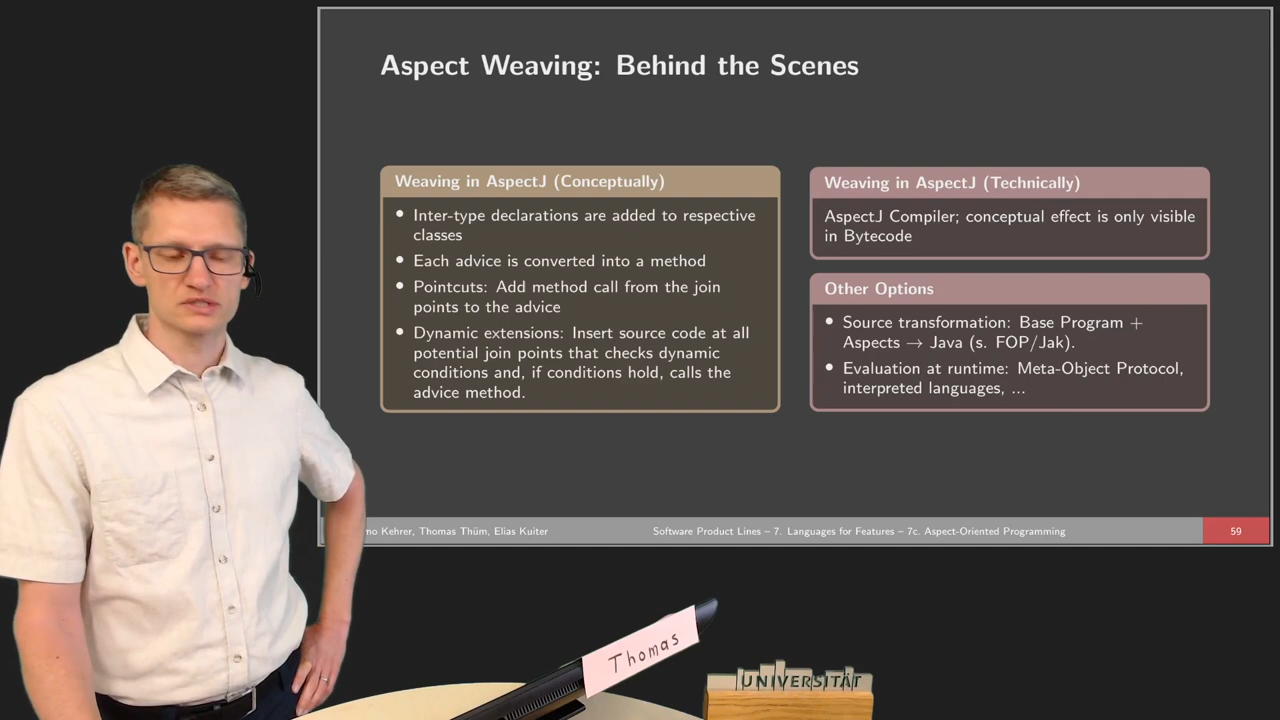 Aspect Weaving: Behind the Scenes
Weaving in AspectJ (Conceptually)
• Inter-type declarations are added to respective
classes
• Each advice is converted into a method
• Pointcuts: Add method call from the join
points to the advice
• Dynamic extensions: Insert source code at all
potential join points that checks dynamic
conditions and, if conditions hold, calls the
advice method.
Weaving in AspectJ (Technically)
AspectJ Compiler; conceptual effect is only visible
in Bytecode
Other Options
• Source transformation: Base Program +
Aspects → Java (s. FOP/Jak).
• Evaluation at runtime: Meta-Object Protocol,
interpreted languages, ...
Kehrer, Thomas Thüm, Elias Kuiter
Software Product Lines – 7. Languages for Features – 7c. Aspect-Oriented Programming
59
Thomas
UNIVERSITÄT